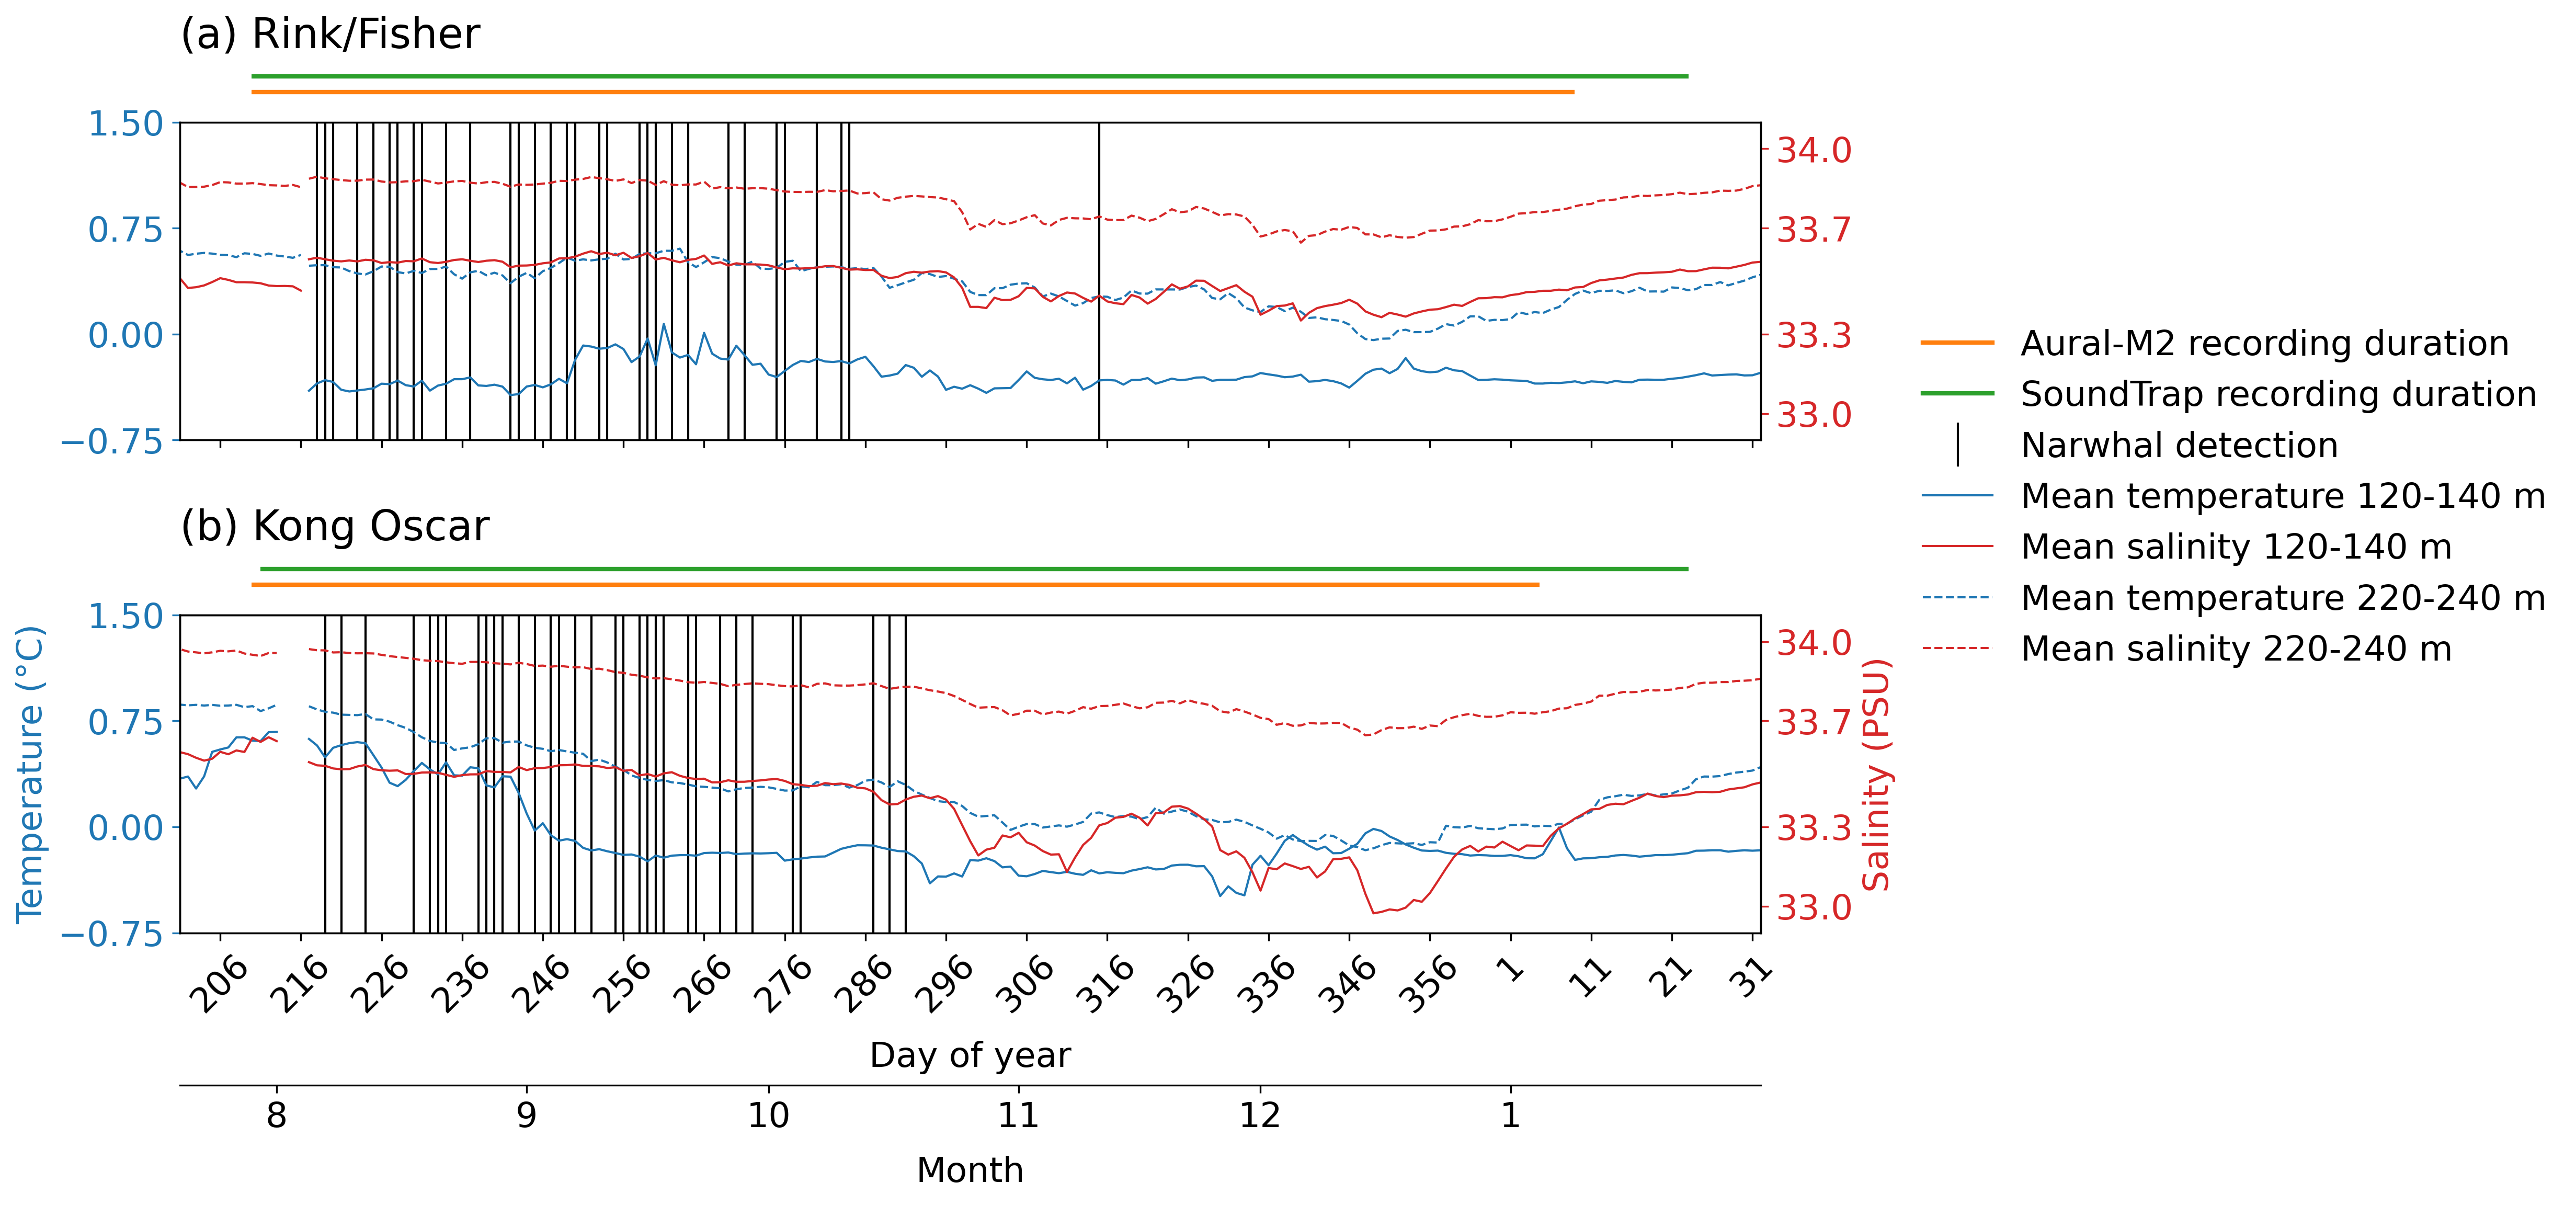 (a) Rink/Fisher
1.50
0.75
0.00
−0.75
34.0
33.7
33.3
33.0
Aural-M2 recording duration
SoundTrap recording duration
Narwhal detection
Mean temperature 120-140 m
Mean salinity 120-140 m
Mean temperature 220-240 m
Mean salinity 220-240 m
(b) Kong Oscar
Temperature (°C)
1.50
0.75
0.00
−0.75
34.0
33.7
33.3
33.0
Salinity (PSU)
206 216 226 236 246 256 266 276 286 296 306 316 326 336 346 356 1 11 21 31
Day of year
8 9 10 11 12 1
Month